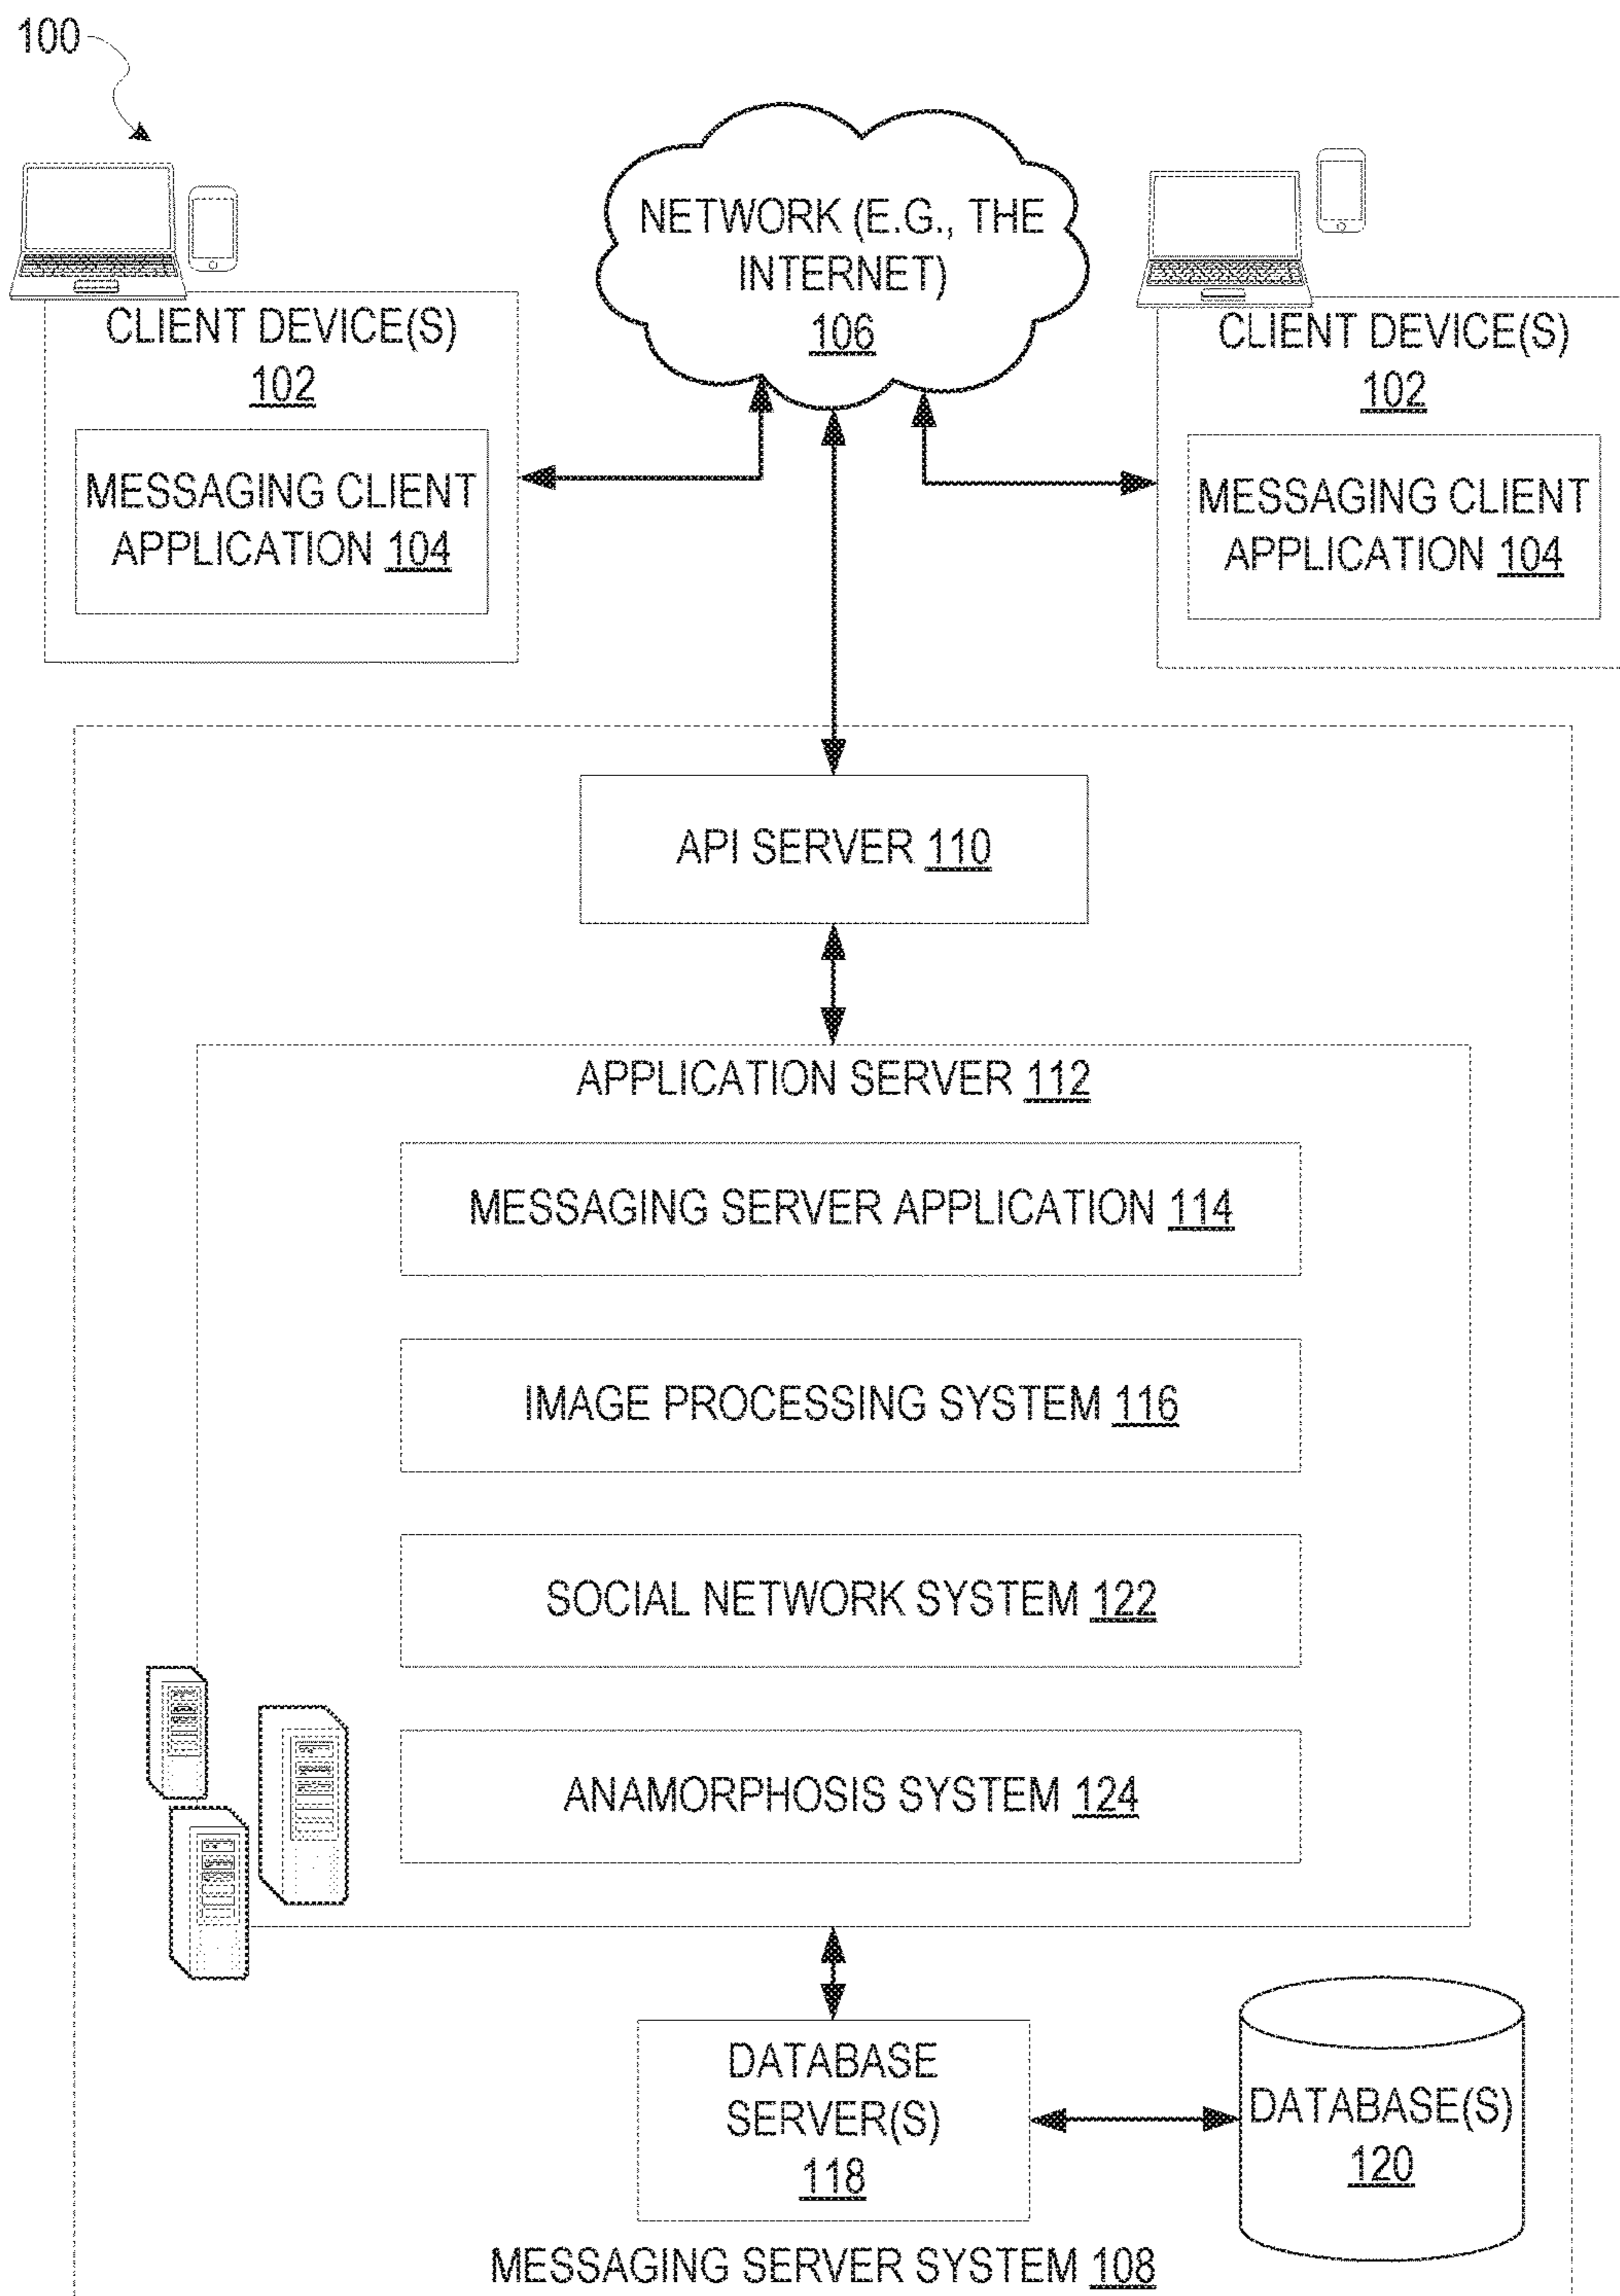 100
NETWORK (E.G., THE
INTERNET)
106
CLIENT DEVICE(S)
102
MESSAGING CLIENT
APPLICATION 104
CLIENT DEVICE(S)
102
MESSAGING CLIENT
APPLICATION 104
API SERVER 110
APPLICATION SERVER 112
MESSAGING SERVER APPLICATION 114
IMAGE PROCESSING SYSTEM 116
SOCIAL NETWORK SYSTEM 122
ANAMORPHOSIS SYSTEM 124
DATABASE
SERVER(S)
118
DATABASE(S)
120
MESSAGING SERVER SYSTEM 108